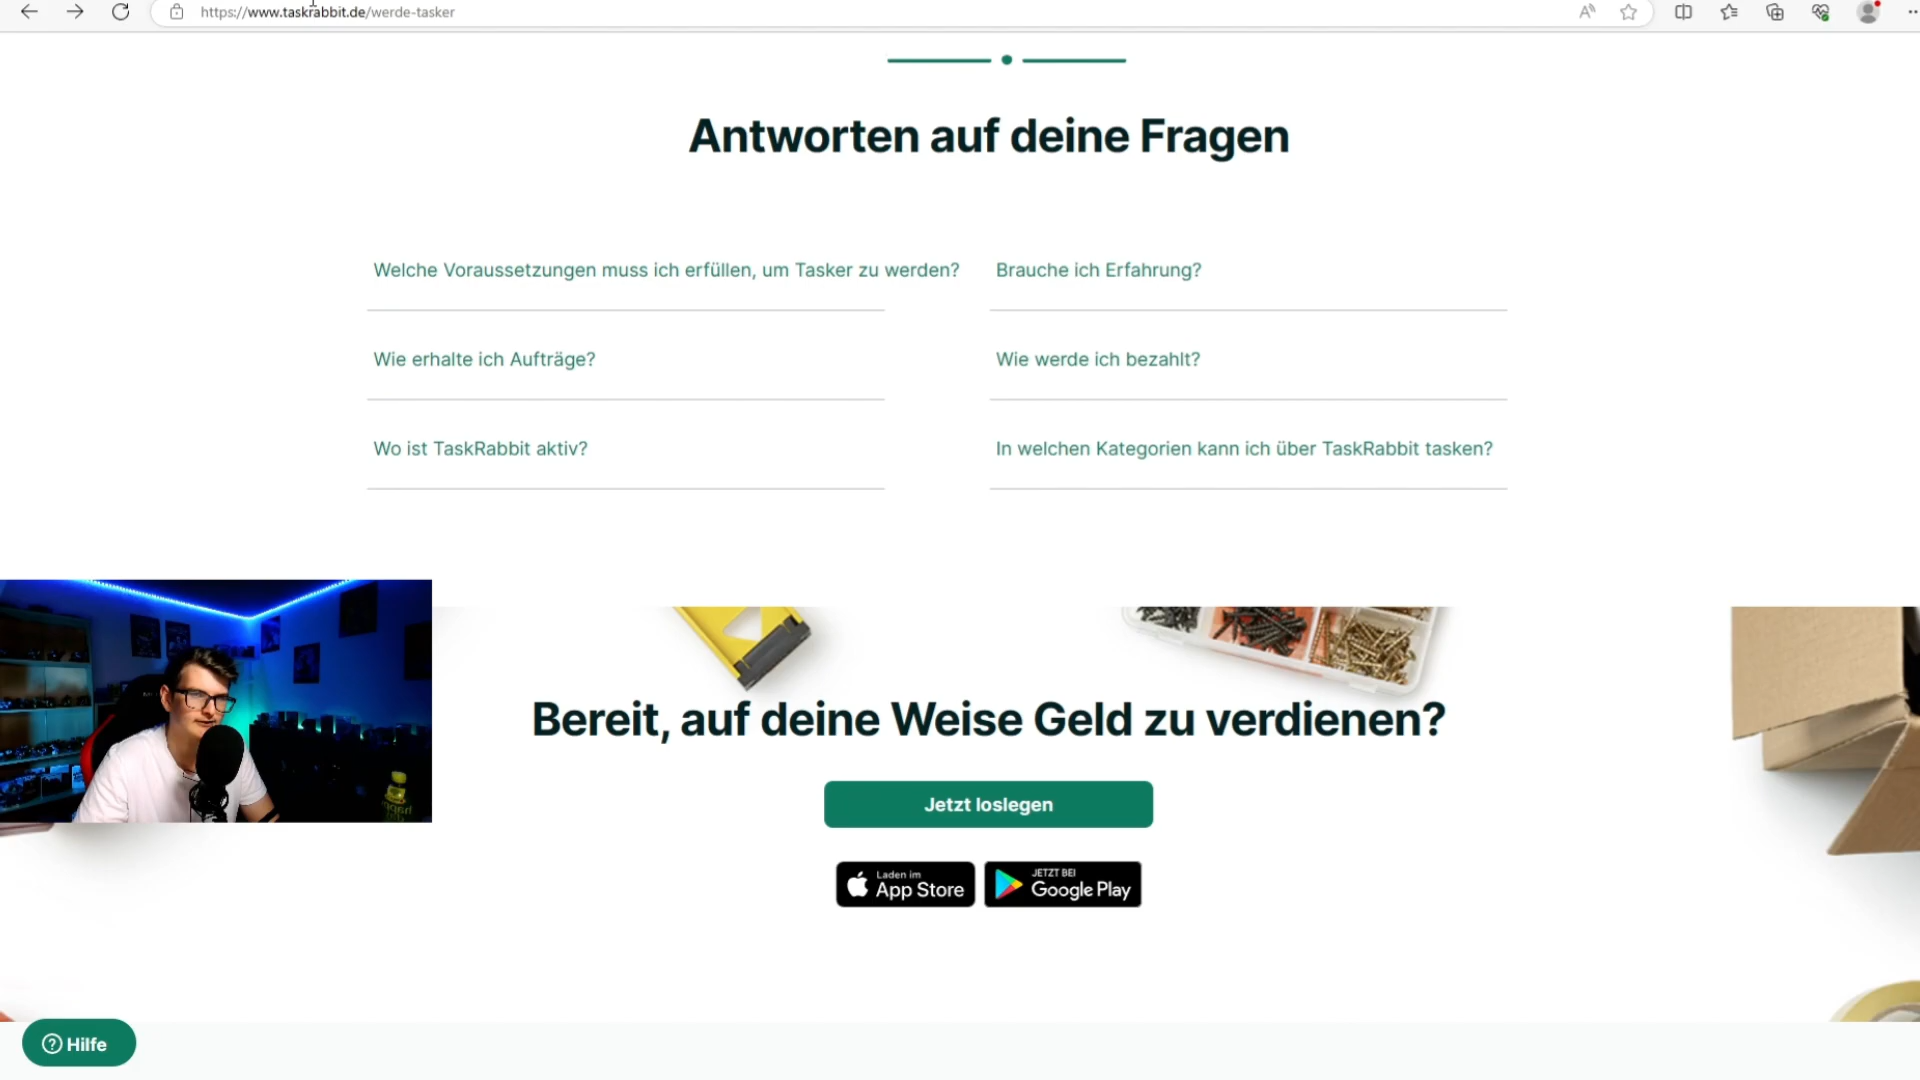 https://www.taskrabbit.de/werde-tasker
Antworten auf deine Fragen
Welche Voraussetzungen muss ich erfüllen, um Tasker zu werden?
Brauche ich Erfahrung?
Wie erhalte ich Aufträge?
Wie werde ich bezahlt?
Wo ist TaskRabbit aktiv?
In welchen Kategorien kann ich über TaskRabbit tasken?
Bereit, auf deine Weise Geld zu verdienen?
Jetzt loslegen
Laden im
App Store
JETZT BEI
Google Play
Hilfe